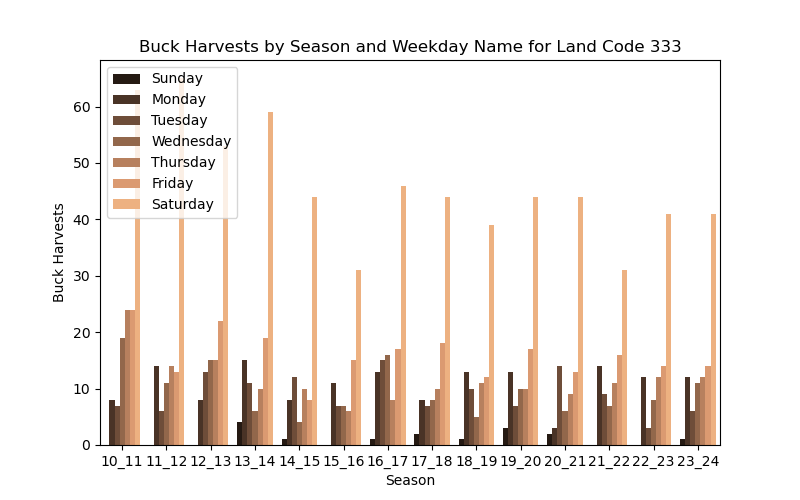 Buck Harvests by Season and Weekday Name for Land Code 333
Sunday
Monday
Tuesday
Wednesday
Thursday
Friday
Saturday
60
50
40
30
20
10
0
Buck Harvests
10_11 11_12 12_13 13_14 14_15 15_16 16_17 17_18 18_19 19_20 20_21 21_22 22_23 23_24
Season